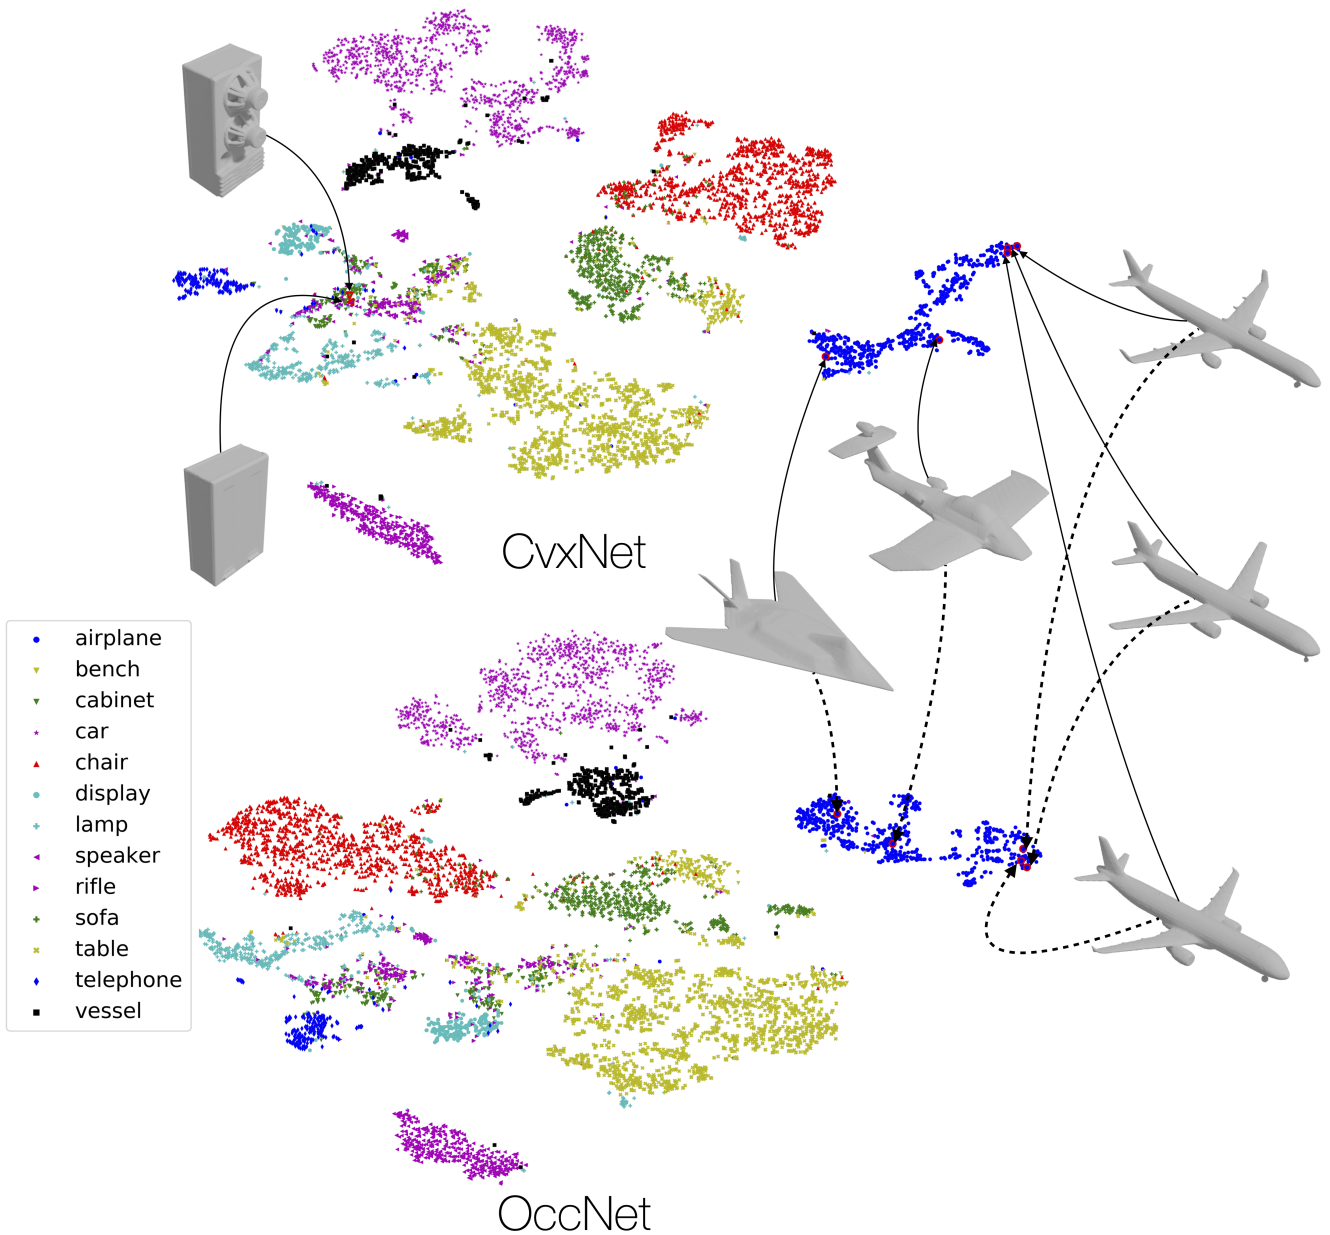 CvxNet
airplane
bench
cabinet
car
chair
display
lamp
speaker
rifle
sofa
table
telephone
vessel
OccNet